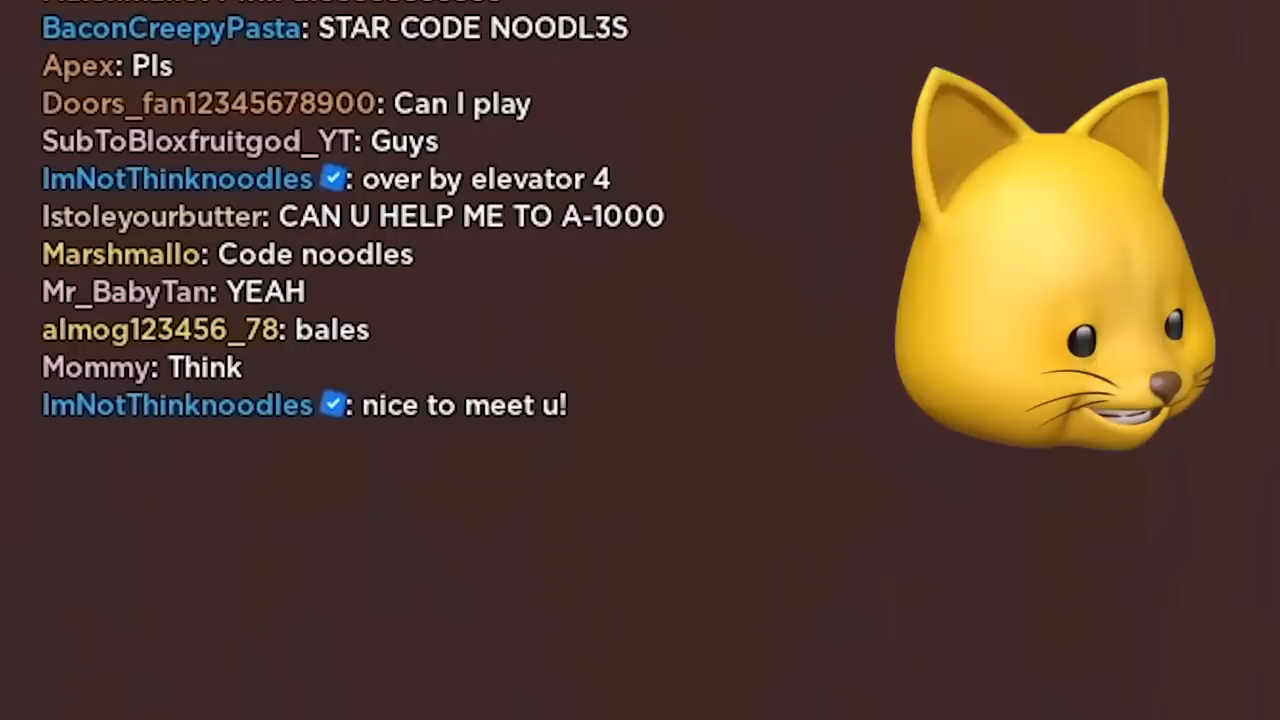 BaconCreepyPasta: STAR CODE NOODL3S
Apex: Pls
Doors_fan12345678900: Can I play
SubToBloxfruitgod_YT: Guys
ImNotThinknoodles: over by elevator 4
Istoleyourbutter: CAN U HELP ME TO A-1000
Marshmallo: Code noodles
Mr_BabyTan: YEAH
almog123456_78: bales
Mommy: Think
ImNotThinknoodles: nice to meet u!